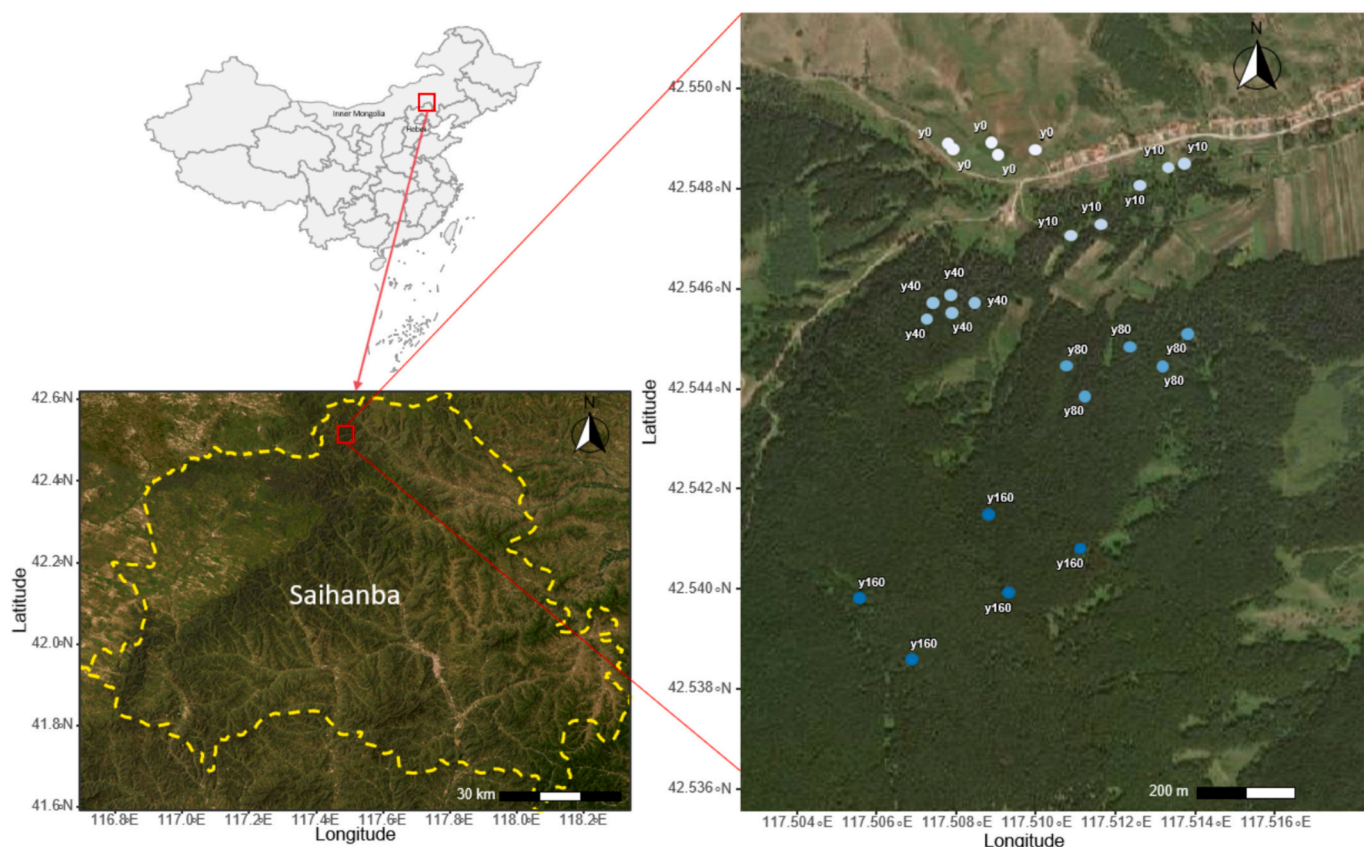 Inner Mongolia
Hebei
42.6°N
42.4°N
42.2°N
42.0°N
41.8°N
41.6°N
Latitude
N
Saihanba
30 km
116.8°E
117.0°E
117.2°E
117.4°E
117.6°E
117.8°E
118.0°E
118.2°E
Longitude
N
42.550°N
42.548°N
42.546°N
42.544°N
42.542°N
42.540°N
42.538°N
42.536°N
Latitude
y0
y0
y0
y0
y0
y10
y10
y10
y10
y10
y40
y40
y40
y40
y40
y80
y80
y80
y80
y80
y160
y160
y160
y160
y160
200 m
117.504°E
117.506°E
117.508°E
117.510°E
117.512°E
117.514°E
117.516°E
Longitude